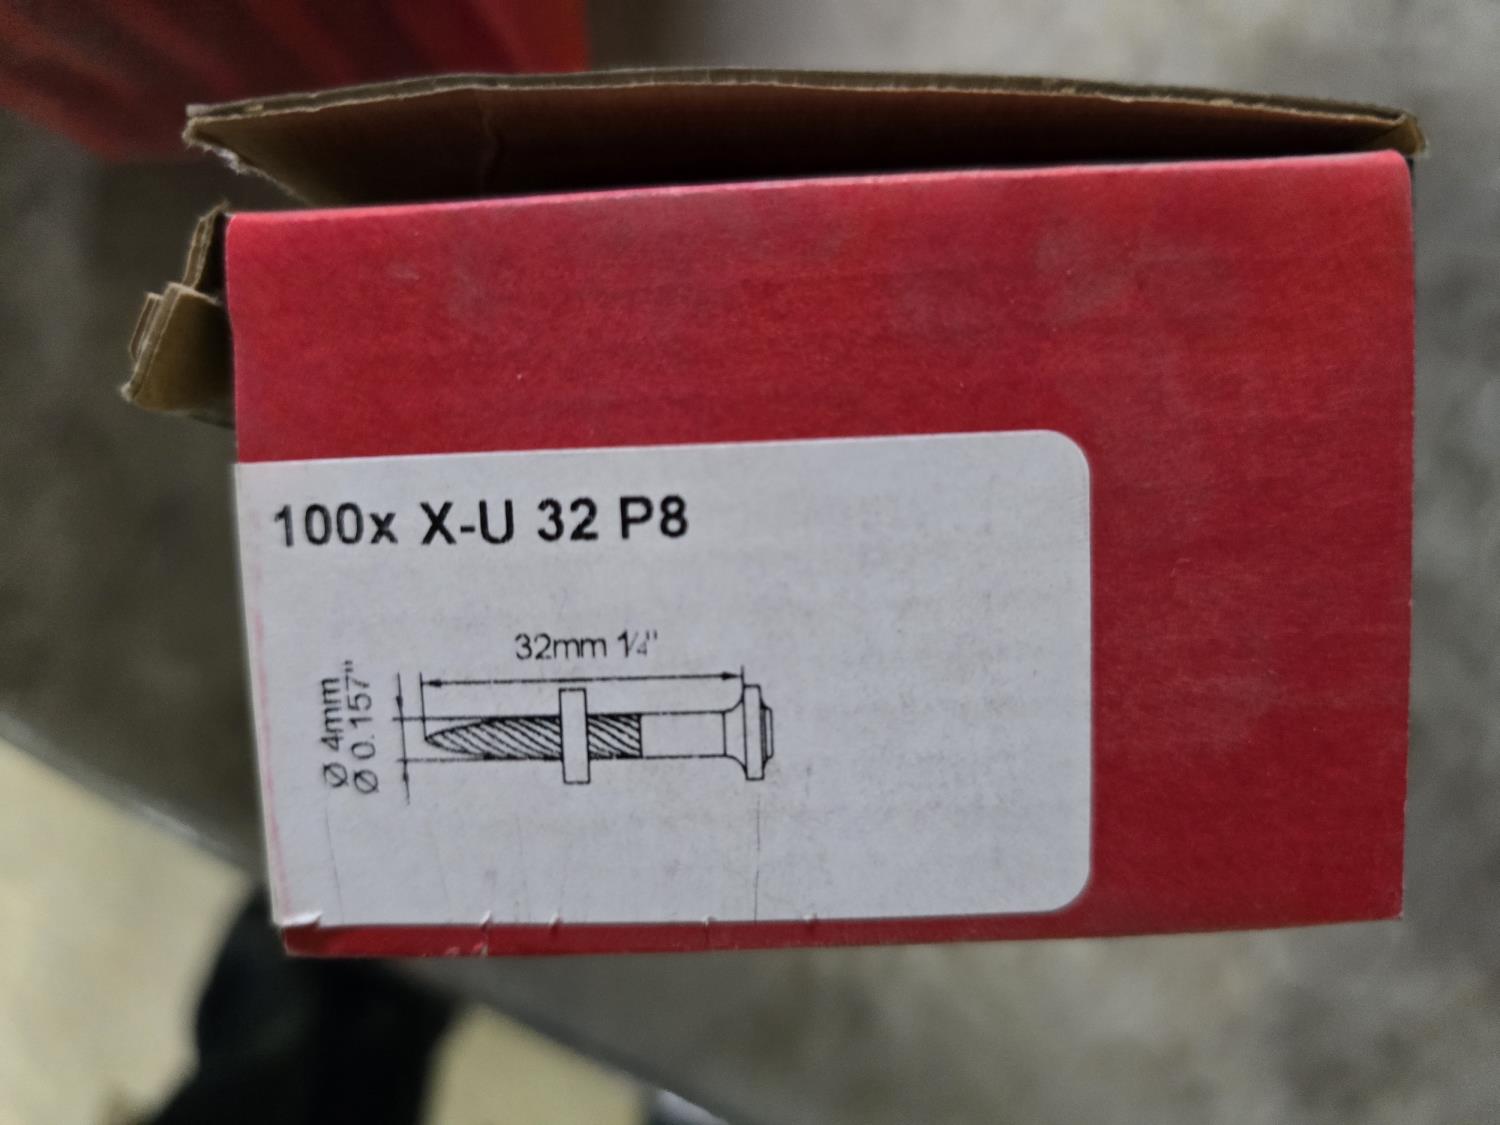 100x X-U 32 P8
32mm 1¼"
Ø 4mm
Ø 0.157"